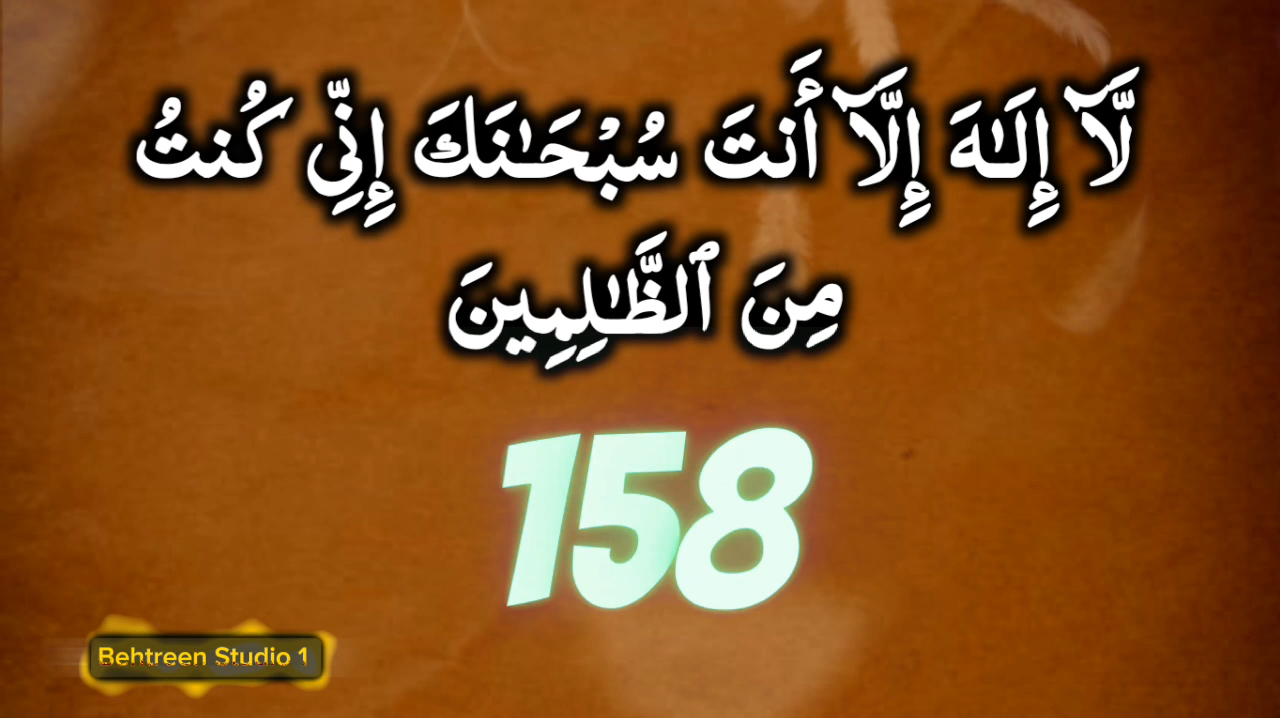 لَّآ إِلَـٰهَ إِلَّآ أَنتَ سُبْحَـٰنَكَ إِنِّى كُنتُ
مِنَ ٱلظَّـٰلِمِينَ
158
Behtreen Studio 1